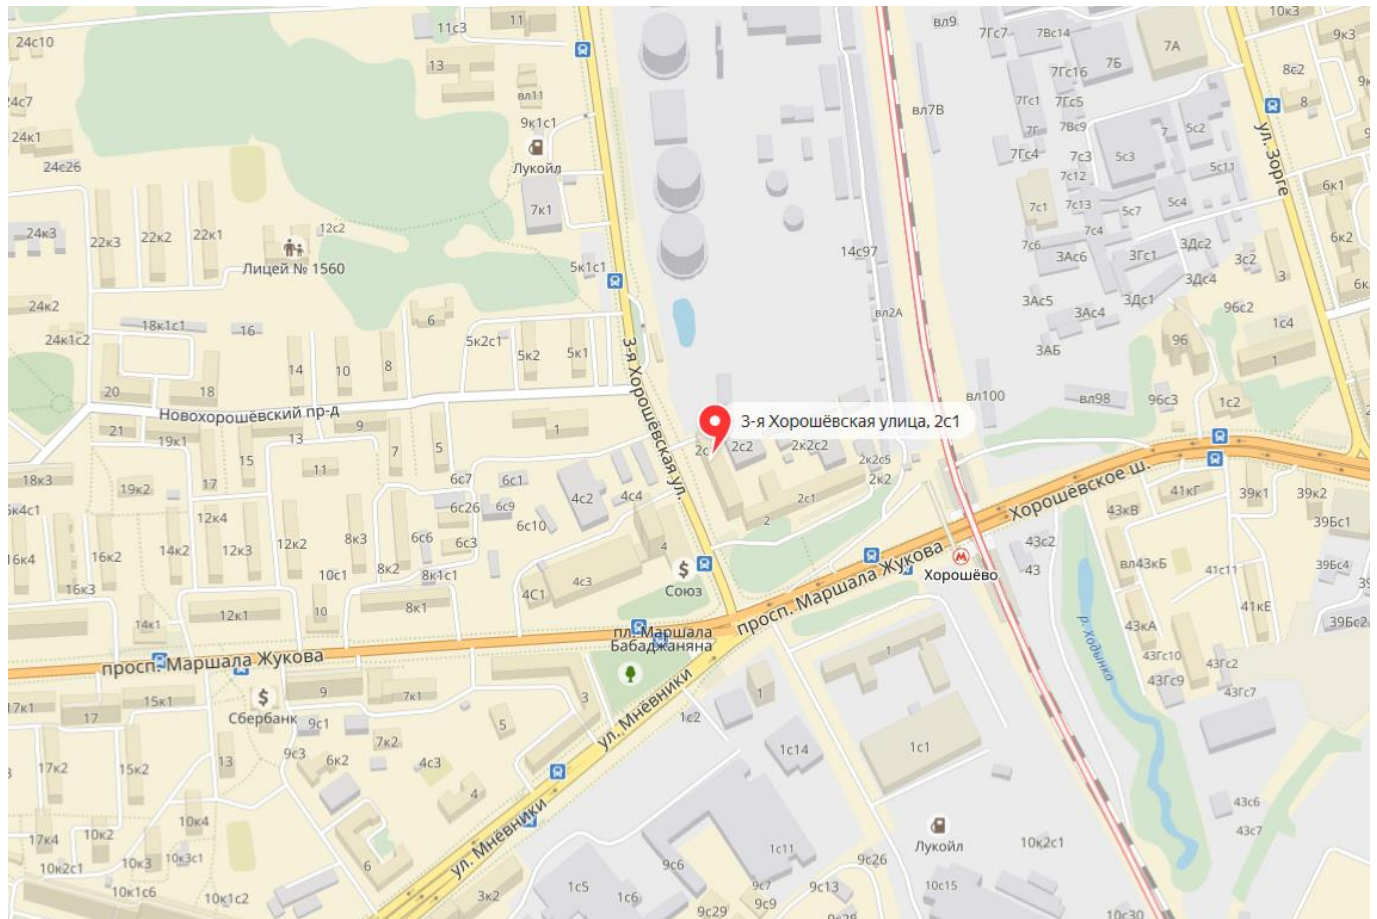 24с10
11с3
11
вл9
7Гс7
7Вс14
7А
10к3
9к3
13
7Б
7Гс16
8с2
4с7
вл11
7Гс1
7Гс5
8
вл7В
24к1
9к1с1
7Г
7Вс9
7
5с2
ул. Зорге
Лукойл
7Гс4
7с3
5с3
24с26
7с12
5с11
6к1
7к1
7с1
7с13
5с7
5с4
24к3
22к3
22к2
22к1
12с2
7с4
7с6
6к2
14с97
3Ас6
3Гс1
3Дс2
Лицей № 1560
5к1с1
3с2
3
3Дс4
24к2
3Ас5
3Дс1
96с2
18к1с1
16
6
вл2А
3Ас4
1с4
24к1с2
5к2с1
5к2
5к1
3-я Хорошёвская ул.
3АБ
96
1
14
10
8
20
18
вл100
вл98
96с3
1с2
Новохорошёвский пр-д
3-я Хорошёвская улица, 2с1
21
19к1
13
9
1
7
5
2с2
2к2с2
15
11
2к2с5
18к3
17
6с7
6с1
2к2
19к2
4с2
4с4
2с1
Хорошёвское ш.
41кГ
39к1
39к2
6с26
6с9
12к4
6с10
2
43кВ
39Бс1
16к4
16к2
14к2
12к3
12к2
8к3
6с6
6с3
4
43с2
просп. Маршала Жукова
8к2
10с1
8к1с1
4с3
Союз
Хорошёво
43
вл43кБ
41с11
39Бс4
16к3
4С1
12к1
10
8к1
41кЕ
14к1
р. Ходынка
43кА
39Бс2
пл. Маршала
Бабаджаняна
просп. Маршала Жукова
1
43Гс10
43Гс2
43Гс9
43Гс7
17к1
17
15к1
9
7к1
3
1
Сбербанк
9с1
5
1с2
ул. Мнёвники
7к2
1с14
1с1
17к2
15к2
13
9с3
6к2
4с3
4
43с6
43с7
17к4
10к2
10к4
ул. Мнёвники
Лукойл
10к2с1
10к3
10к3с1
1с11
10к2с1
6
9с6
9с26
10к1с6
10к1с2
3к2
1с5
1с6
9с7
9с13
10с15
9с9
9с29
9с28
10с30